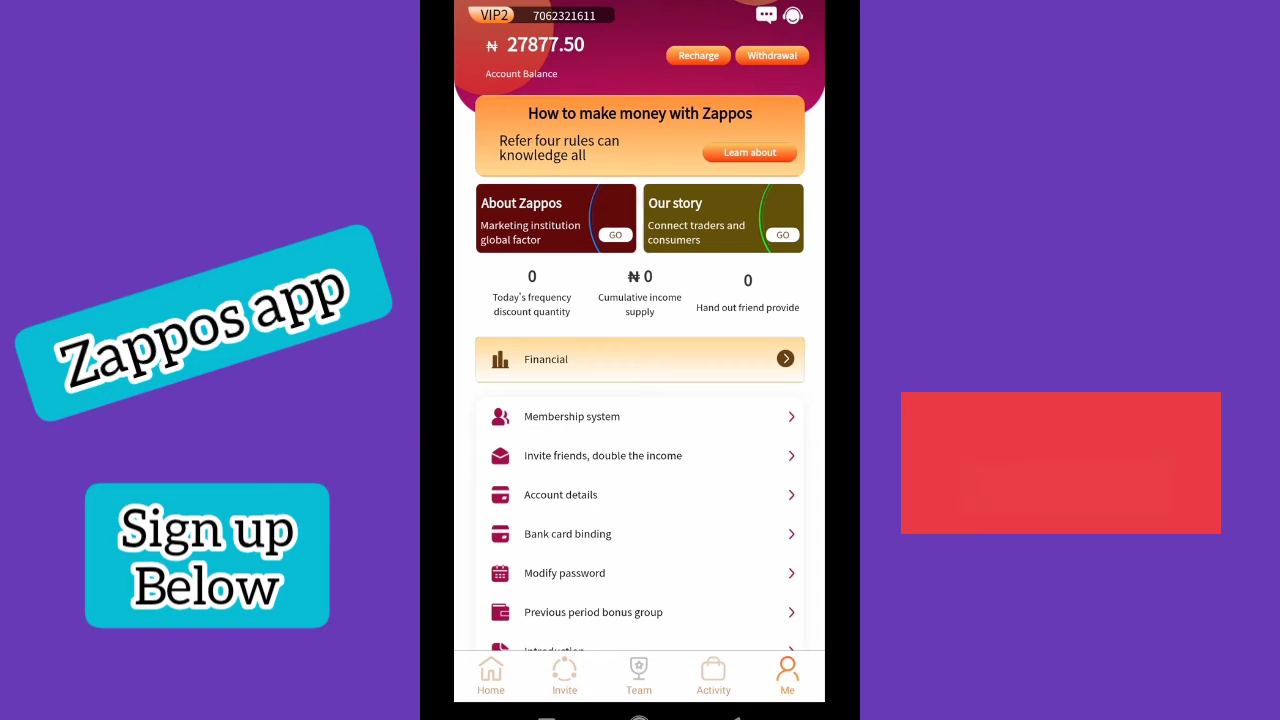 VIP2 7062321611
₦ 27877.50
Recharge Withdrawal
Account Balance
How to make money with Zappos
Refer four rules can
knowledge all
Learn about
About Zappos
Marketing institution
global factor
GO
Our story
Connect traders and
consumers
GO
0
Today's frequency
discount quantity
₦ 0
Cumulative income
supply
0
Hand out friend provide
Financial
Membership system
Invite friends, double the income
Account details
Bank card binding
Modify password
Previous period bonus group
Introduction
Home Invite Team Activity Me
Zappos app
Sign up
Below